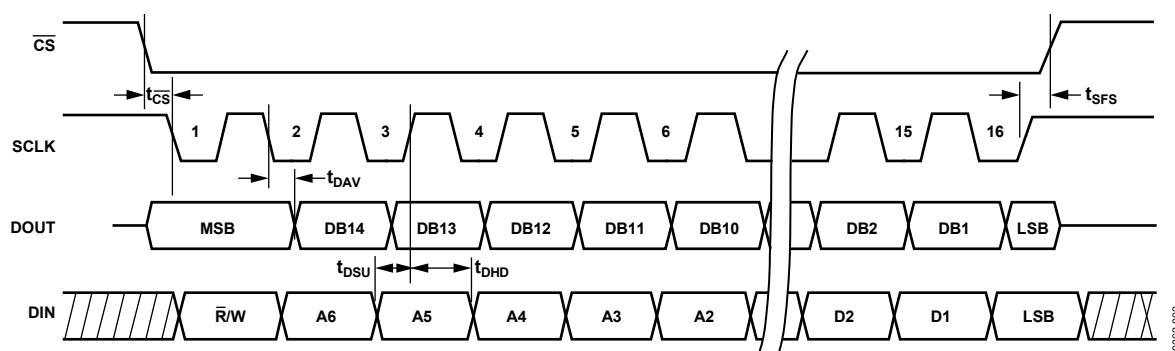 CS
tCS
tSFS
SCLK
1 2 3 4 5 6 15 16
tDAV
DOUT
MSB DB14 DB13 DB12 DB11 DB10 DB2 DB1 LSB
tDSU
tDHD
DIN
R/W A6 A5 A4 A3 A2 D2 D1 LSB